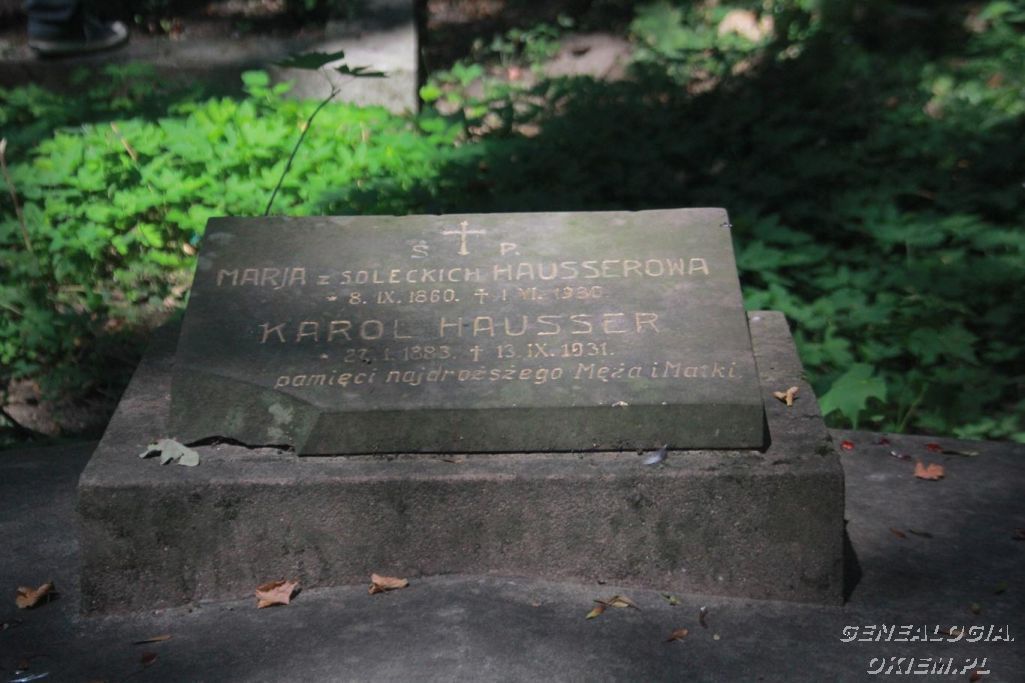 Ś † P.
MARJA z SOLECKICH HAUSSEROWA
* 8. IX. 1860. † 1 VI. 1930
KAROL HAUSSER
* 27. I. 1883. † 13. IX. 1931.
pamięci najdroższego Męża i Matki.
GENEALOGIA.
OKIEM.PL